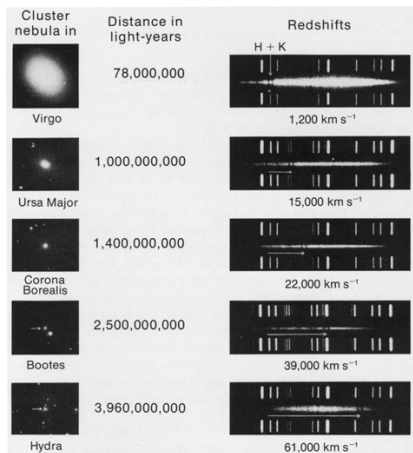 Cluster
nebula in
Distance in
light-years
Redshifts
H + K
78,000,000
Virgo
1,200 km s⁻¹
1,000,000,000
Ursa Major
15,000 km s⁻¹
1,400,000,000
Corona
Borealis
22,000 km s⁻¹
2,500,000,000
Bootes
39,000 km s⁻¹
3,960,000,000
Hydra
61,000 km s⁻¹